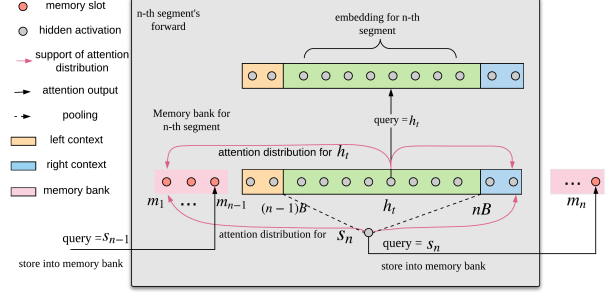 memory slot
hidden activation
support of attention
distribution
attention output
pooling
left context
right context
memory bank
n-th segment's
forward
embedding for n-th
segment
query = h_t
Memory bank for
n-th segment
attention distribution for h_t
m_1 ... m_{n-1}
(n − 1)B
h_t
nB
... m_n
query = s_{n-1}
attention distribution for s_n
query = s_n
store into memory bank
store into memory bank